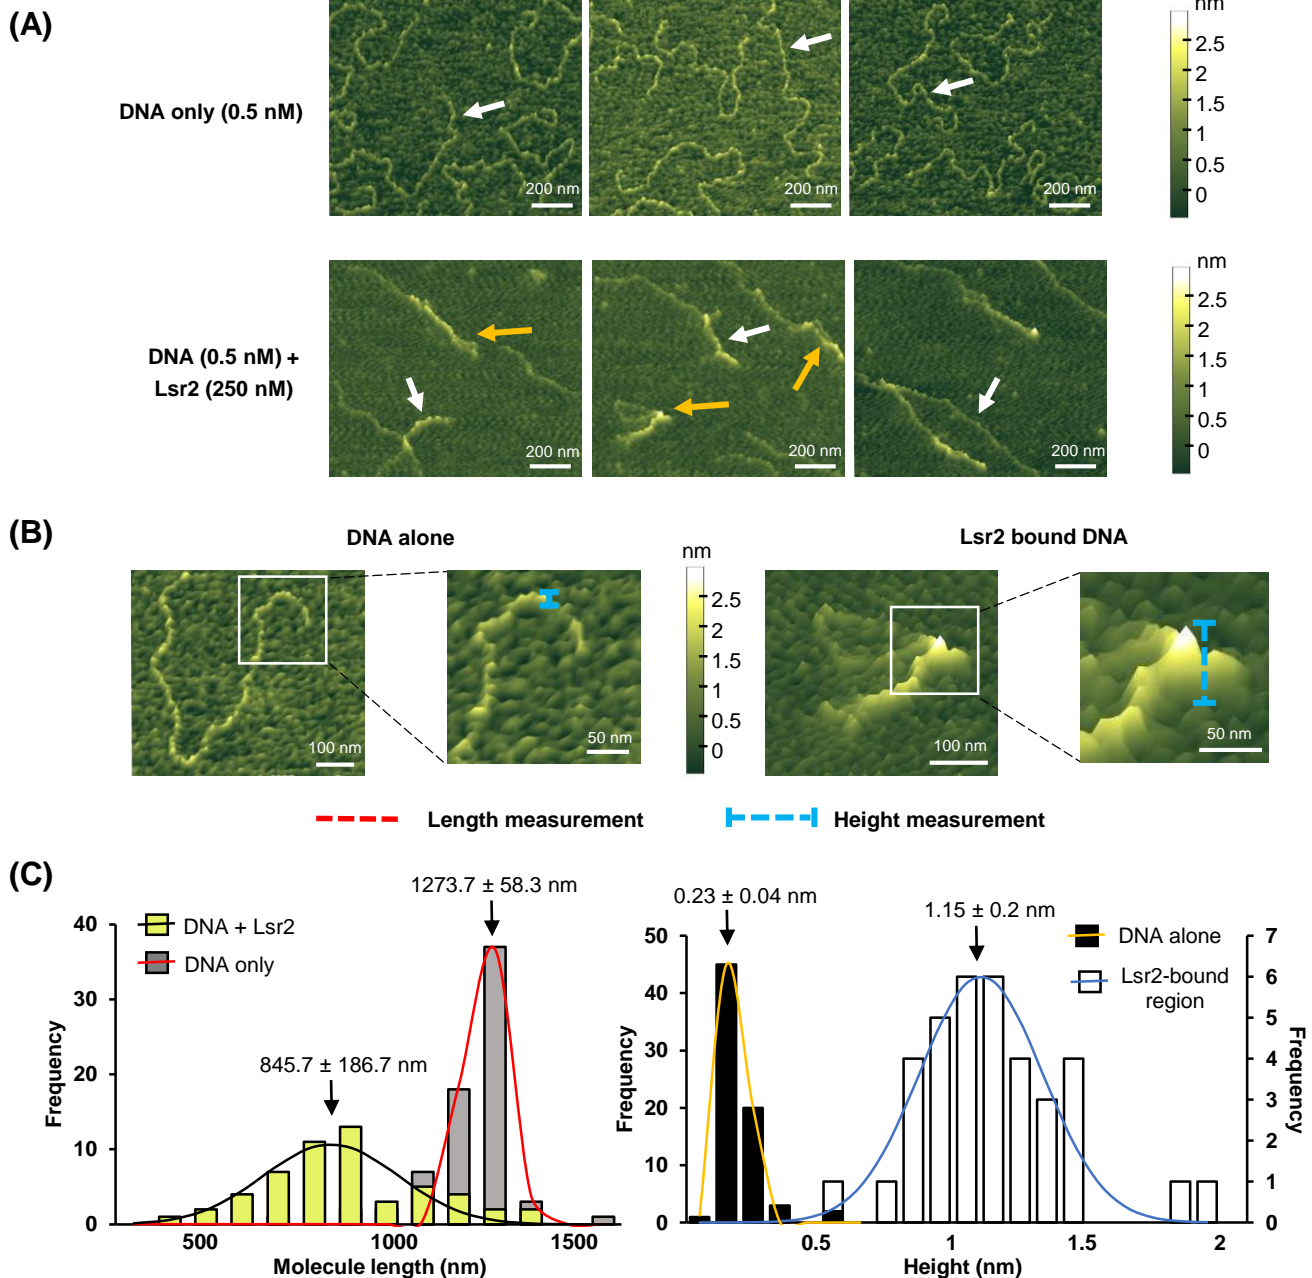 (A)
nm
DNA only (0.5 nM)
2.5
2
1.5
1
0.5
0
200 nm
200 nm
200 nm
nm
DNA (0.5 nM) +
Lsr2 (250 nM)
2.5
2
1.5
1
0.5
0
200 nm
200 nm
200 nm
(B)
DNA alone
Lsr2 bound DNA
nm
2.5
2
1.5
1
0.5
0
100 nm
50 nm
100 nm
50 nm
Length measurement
Height measurement
(C)
1273.7 ± 58.3 nm
DNA + Lsr2
DNA only
845.7 ± 186.7 nm
Frequency
40
30
20
10
0
500
1000
1500
Molecule length (nm)
0.23 ± 0.04 nm
1.15 ± 0.2 nm
DNA alone
Lsr2-bound
region
Frequency
50
40
30
20
10
0
7
6
5
4
3
2
1
0
Frequency
0.5
1
1.5
2
Height (nm)